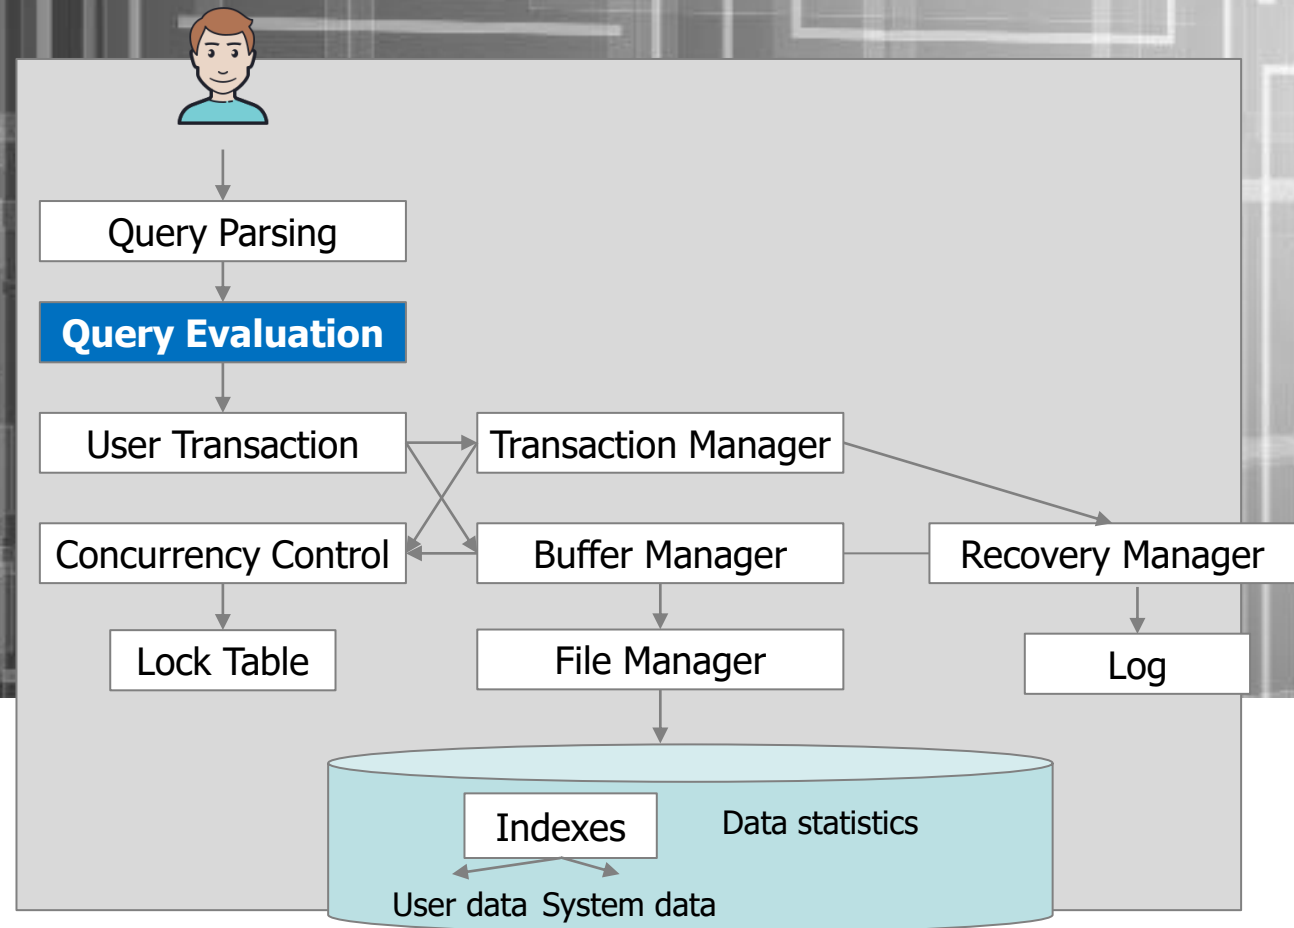 Query Parsing
Query Evaluation
User Transaction
Transaction Manager
Concurrency Control
Buffer Manager
Recovery Manager
Lock Table
File Manager
Log
Indexes
Data statistics
User data
System data